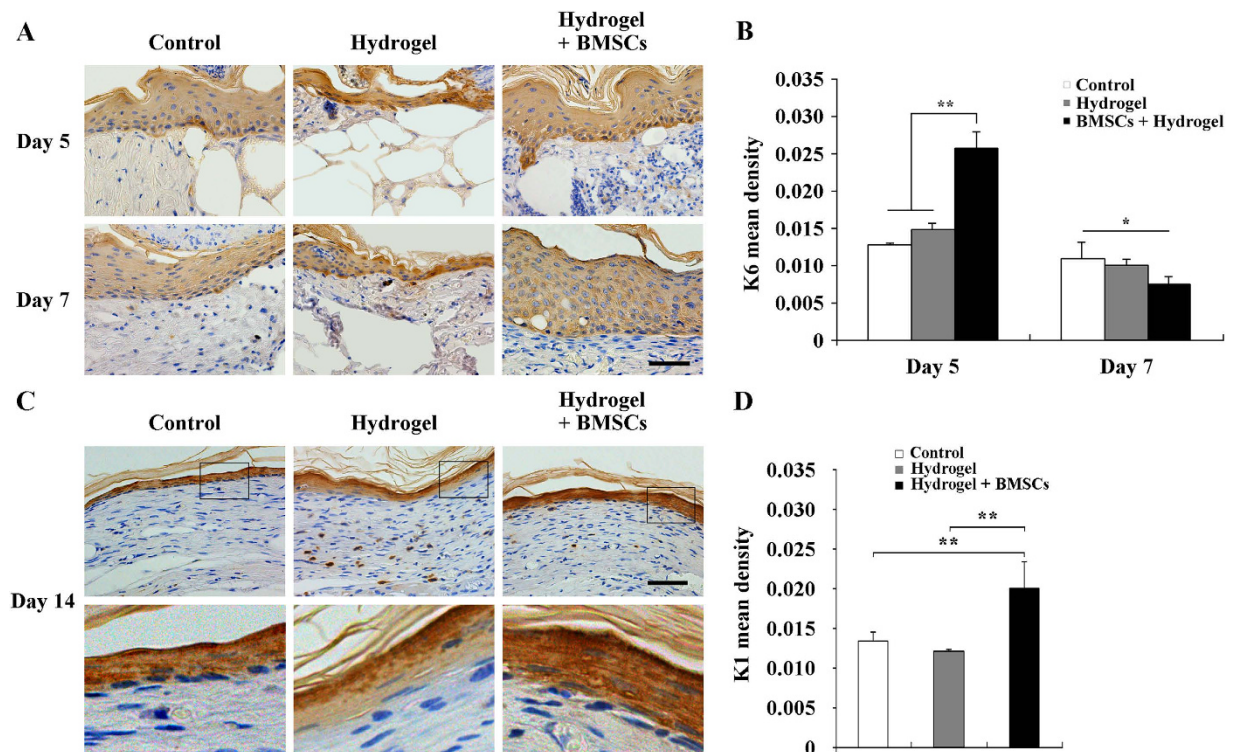 A
Control
Hydrogel
Hydrogel
+ BMSCs
Day 5
Day 7
B
K6 mean density
0.035
0.030
0.025
0.020
0.015
0.010
0.005
0
Control
Hydrogel
BMSCs + Hydrogel
**
*
Day 5
Day 7
C
Control
Hydrogel
Hydrogel
+ BMSCs
Day 14
D
K1 mean density
0.035
0.030
0.025
0.020
0.015
0.010
0.005
0.000
Control
Hydrogel
Hydrogel + BMSCs
**
**